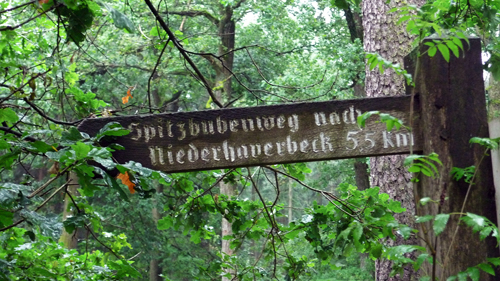 Spitzbubenweg nach
Niederhaverbeck 5,5 km